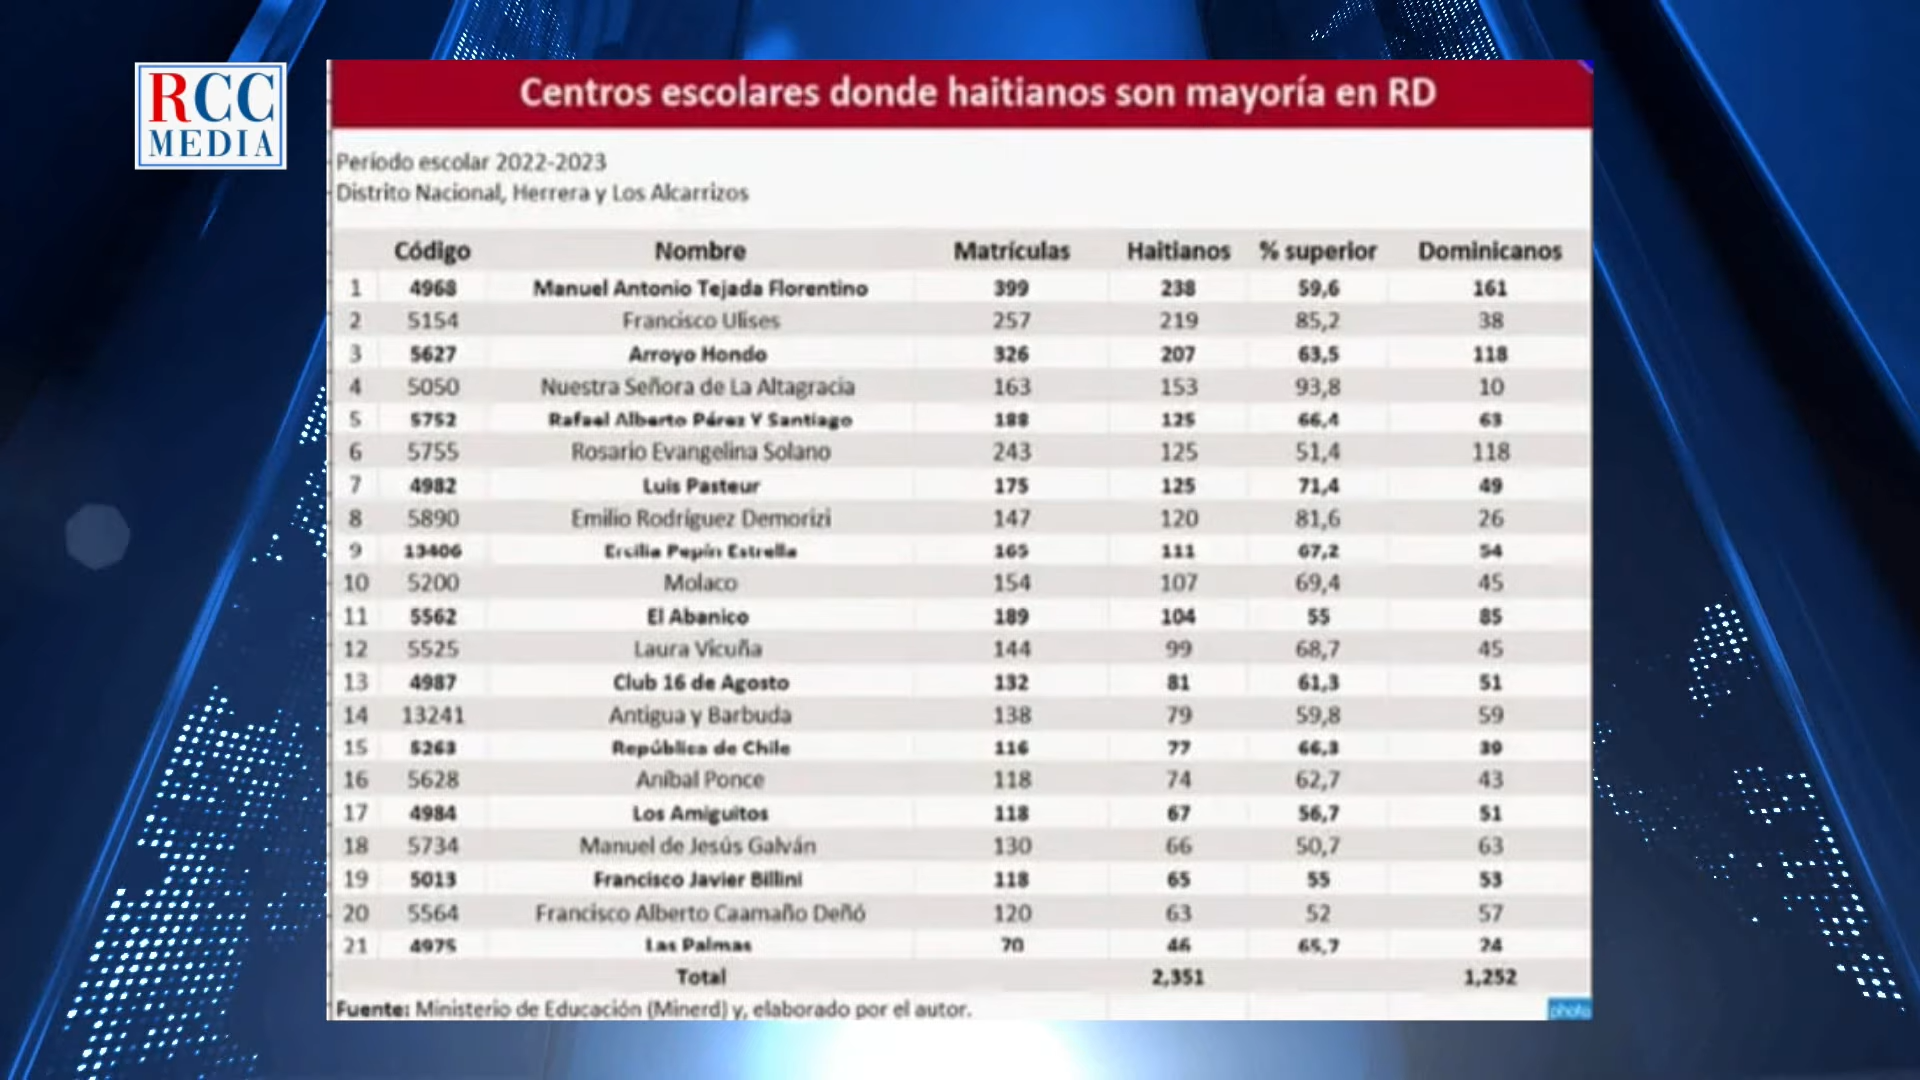 RCC
MEDIA
Centros escolares donde haitianos son mayoría en RD
Período escolar 2022-2023
Distrito Nacional, Herrera y Los Alcarrizos
Código Nombre Matrículas Haitianos % superior Dominicanos
1 4968 Manuel Antonio Tejada Florentino 399 238 59,6 161
2 5154 Francisco Ulises 257 219 85,2 38
3 5627 Arroyo Hondo 326 207 63,5 118
4 5050 Nuestra Señora de La Altagracia 163 153 93,8 10
5 5752 Rafael Alberto Pérez Y Santiago 188 125 66,4 63
6 5755 Rosario Evangelina Solano 243 125 51,4 118
7 4982 Luis Pasteur 175 125 71,4 49
8 5890 Emilio Rodríguez Demorizi 147 120 81,6 26
9 13406 Ercilia Pepín Estrella 165 111 67,2 54
10 5200 Molaco 154 107 69,4 45
11 5562 El Abanico 189 104 55 85
12 5525 Laura Vicuña 144 99 68,7 45
13 4987 Club 16 de Agosto 132 81 61,3 51
14 13241 Antigua y Barbuda 138 79 59,8 59
15 5263 República de Chile 116 77 66,3 39
16 5628 Aníbal Ponce 118 74 62,7 43
17 4984 Los Amiguitos 118 67 56,7 51
18 5734 Manuel de Jesús Galván 130 66 50,7 63
19 5013 Francisco Javier Billini 118 65 55 53
20 5564 Francisco Alberto Caamaño Deñó 120 63 52 57
21 4975 Las Palmas 70 46 65,7 24
Total 2,351 1,252
Fuente: Ministerio de Educación (Minerd) y, elaborado por el autor.
photo